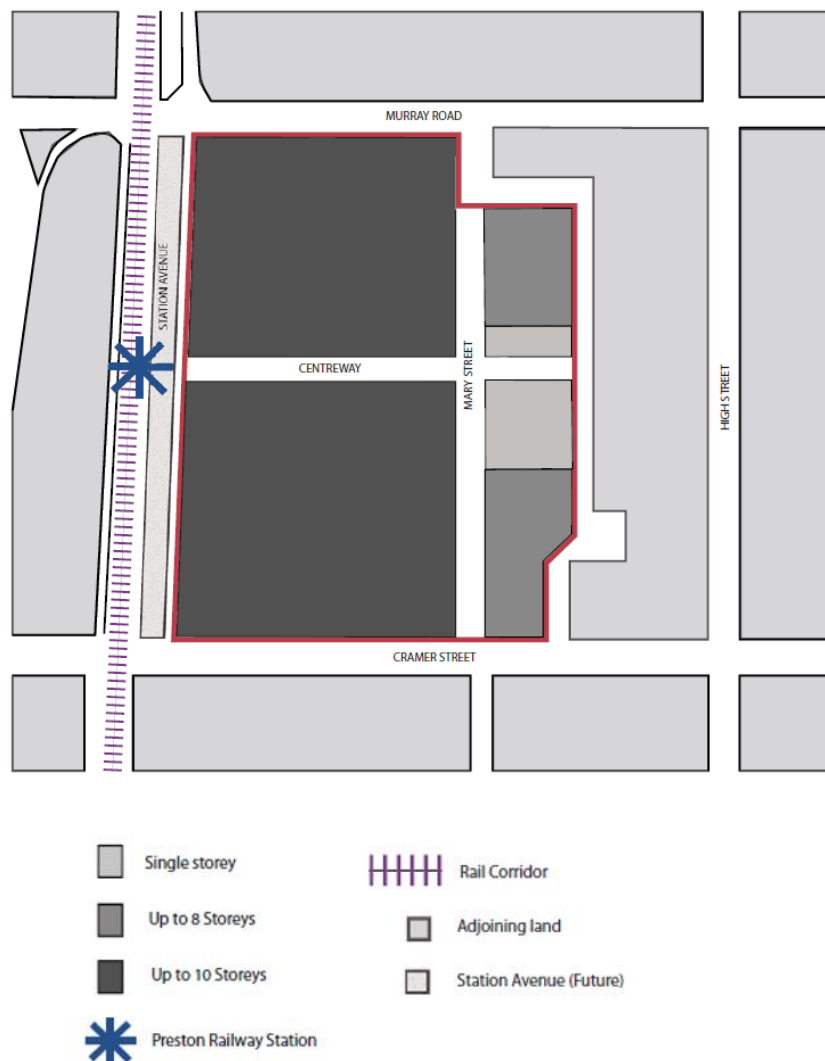 MURRAY ROAD
STATION AVENUE
CENTREWAY
MARY STREET
HIGH STREET
CRAMER STREET
Single storey
Rail Corridor
Up to 8 Storeys
Adjoining land
Up to 10 Storeys
Station Avenue (Future)
Preston Railway Station